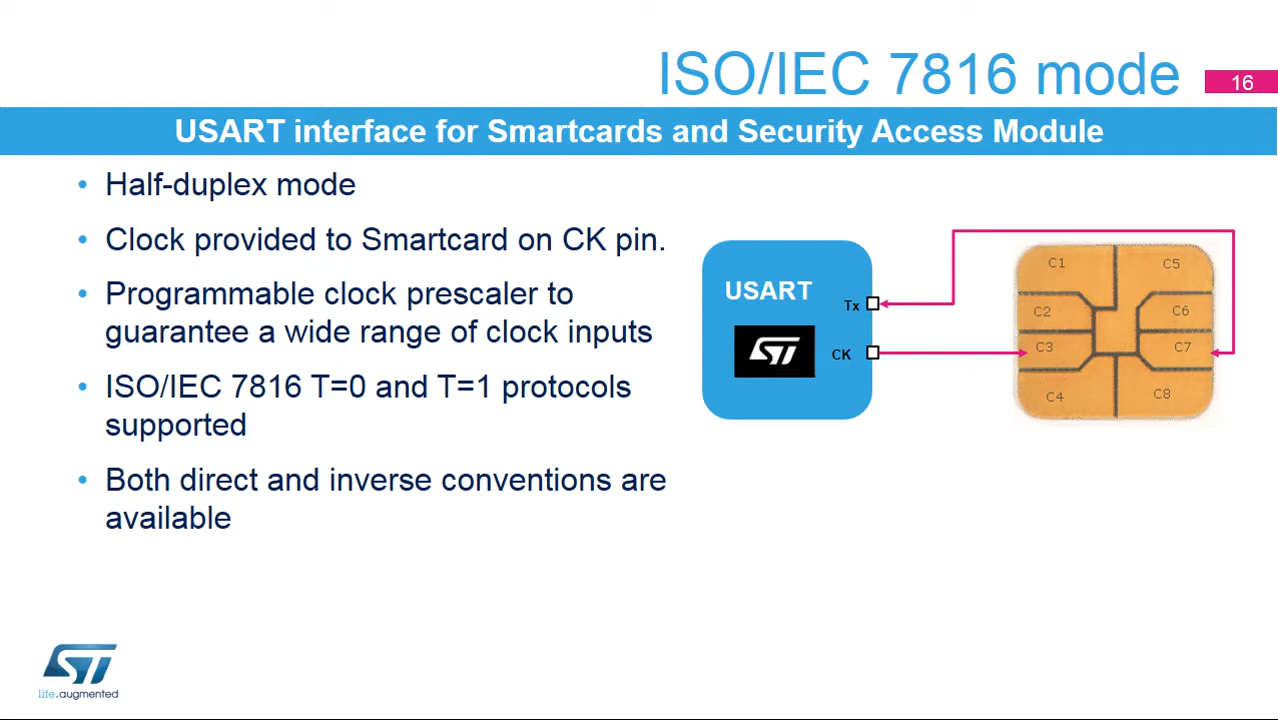 ISO/IEC 7816 mode
16
USART interface for Smartcards and Security Access Module
• Half-duplex mode
• Clock provided to Smartcard on CK pin.
• Programmable clock prescaler to
guarantee a wide range of clock inputs
• ISO/IEC 7816 T=0 and T=1 protocols
supported
• Both direct and inverse conventions are
available
USART
Tx
ST
CK
C1
C5
C2
C6
C3
C7
C4
C8
ST
life.augmented